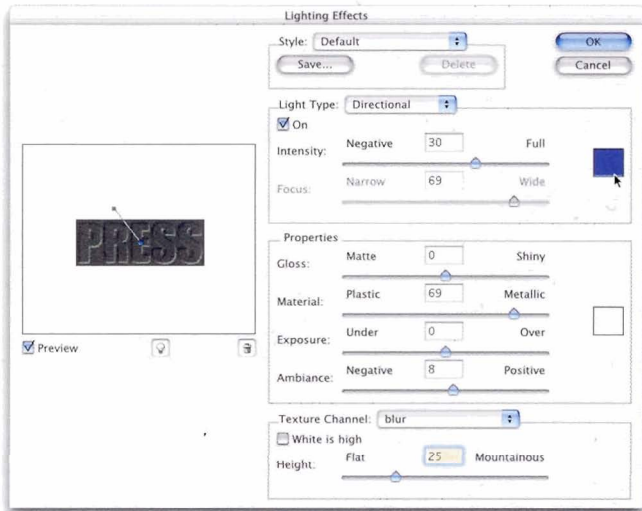 Lighting Effects
Style: Default
OK
Save...
Delete
Cancel
Light Type: Directional
On
Intensity: Negative 30 Full
Focus: Narrow 69 Wide
PRESS
Preview
Properties
Gloss: Matte 0 Shiny
Material: Plastic 69 Metallic
Exposure: Under 0 Over
Ambiance: Negative 8 Positive
Texture Channel: blur
White is high
Height: Flat 25 Mountainous